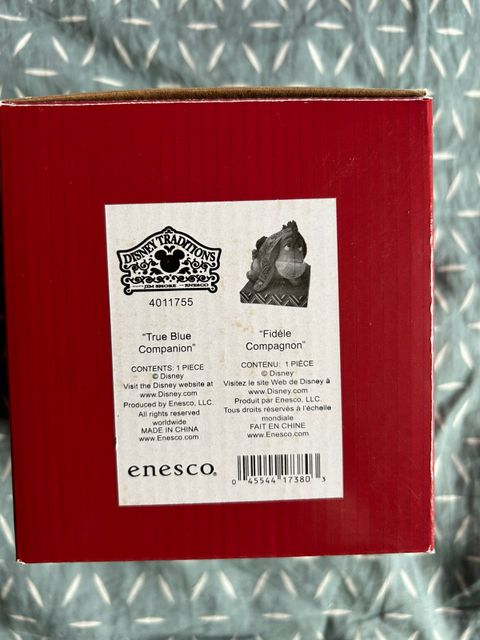 DISNEY TRADITIONS
JIM SHORE ENESCO
4011755
"True Blue
Companion"
CONTENTS: 1 PIECE
© Disney
Visit the Disney website at
www.Disney.com
Produced by Enesco, LLC.
All rights reserved
worldwide
MADE IN CHINA
www.Enesco.com
enesco®
"Fidèle
Compagnon"
CONTENU: 1 PIÈCE
© Disney
Visitez le site Web de Disney à
www.Disney.com
Produit par Enesco, LLC.
Tous droits réservés à l'échelle
mondiale
FAIT EN CHINE
www.Enesco.com
0 45544 17380 3